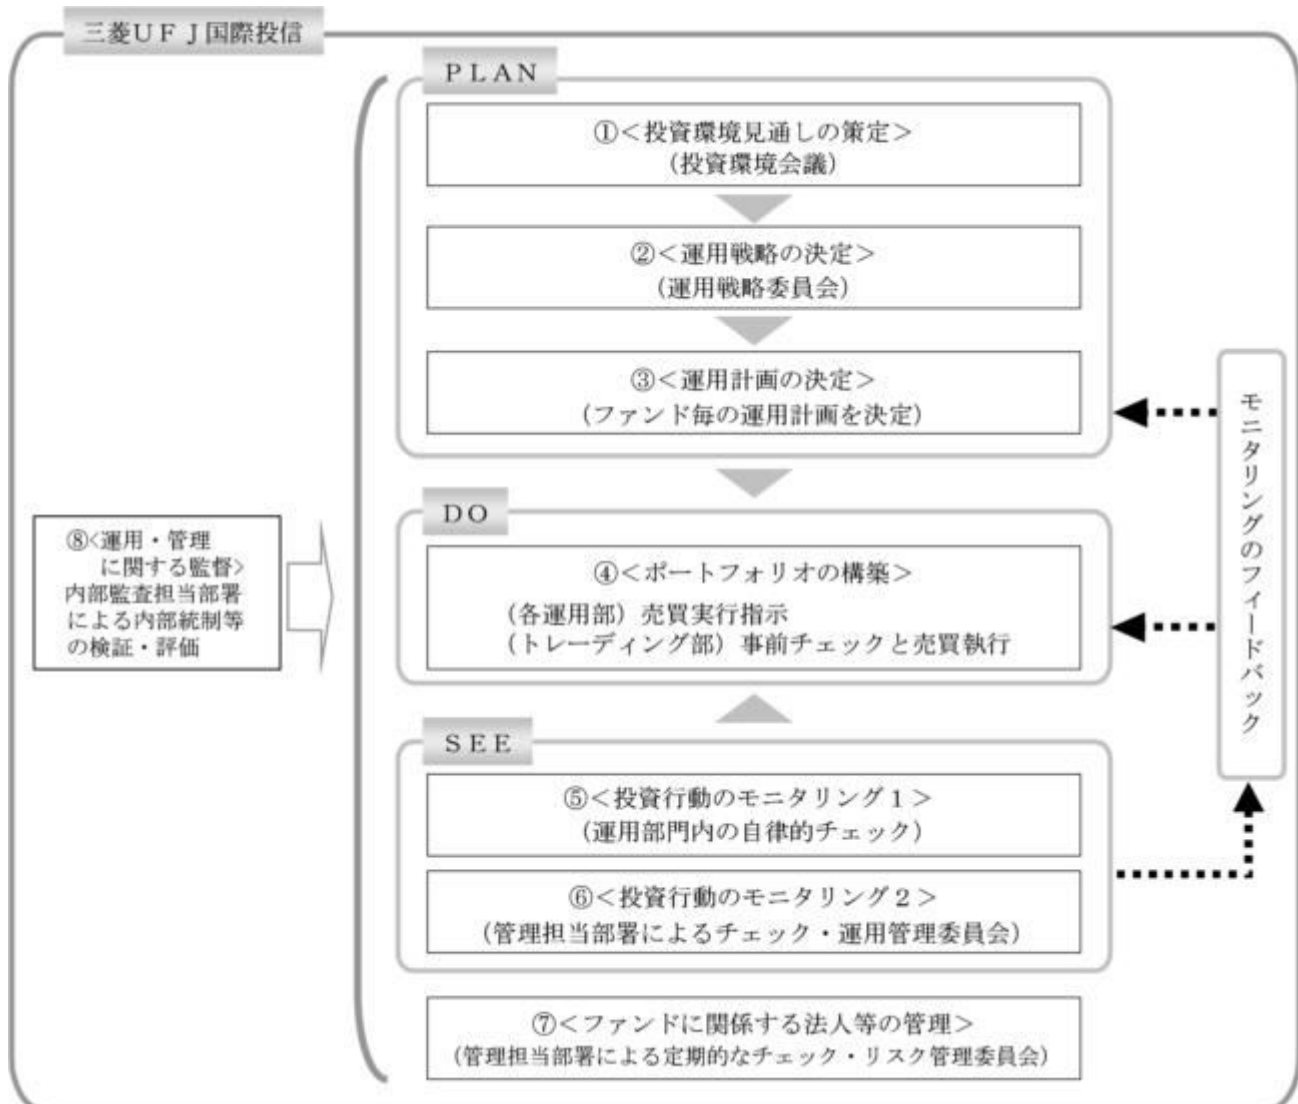 三菱ＵＦＪ国際投信
ＰＬＡＮ
①＜投資環境見通しの策定＞
（投資環境会議）
②＜運用戦略の決定＞
（運用戦略委員会）
③＜運用計画の決定＞
（ファンド毎の運用計画を決定）
ＤＯ
④＜ポートフォリオの構築＞
（各運用部）売買実行指示
（トレーディング部）事前チェックと売買執行
ＳＥＥ
⑤＜投資行動のモニタリング１＞
（運用部門内の自律的チェック）
⑥＜投資行動のモニタリング２＞
（管理担当部署によるチェック・運用管理委員会）
⑦＜ファンドに関係する法人等の管理＞
（管理担当部署による定期的なチェック・リスク管理委員会）
⑧<運用・管理
に関する監督>
内部監査担当部署
による内部統制等
の検証・評価
モニタリングのフィードバック